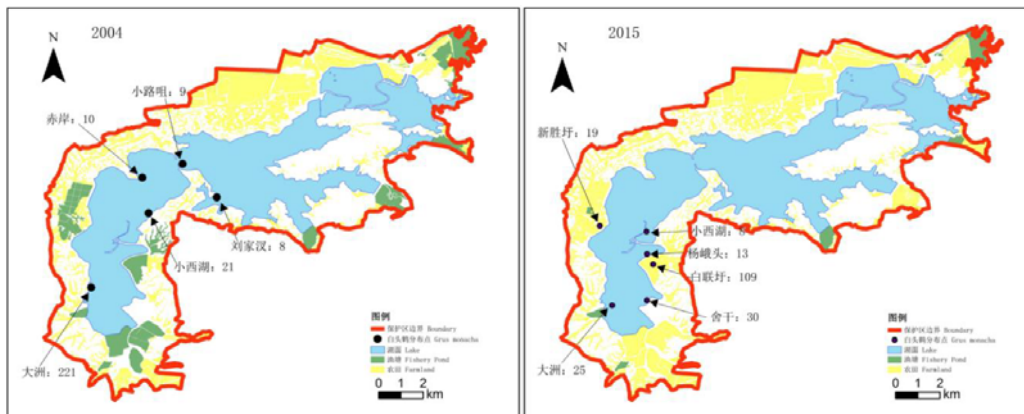 2004
N
小路咀：9
赤岸：10
刘家汊：8
小西湖：21
大洲：221
图例
保护区边界 Boundary
白头鹤分布点 Grus monacha
湖面 Lake
渔塘 Fishery Pond
农田 Farmland
0 1 2
km
2015
N
新胜圩：19
小西湖：
杨峨头：13
白联圩：109
舍干：30
大洲：25
图例
保护区边界 Boundary
白头鹤分布点 Grus monacha
湖面 Lake
渔塘 Fishery Pond
农田 Farmland
0 1 2
km